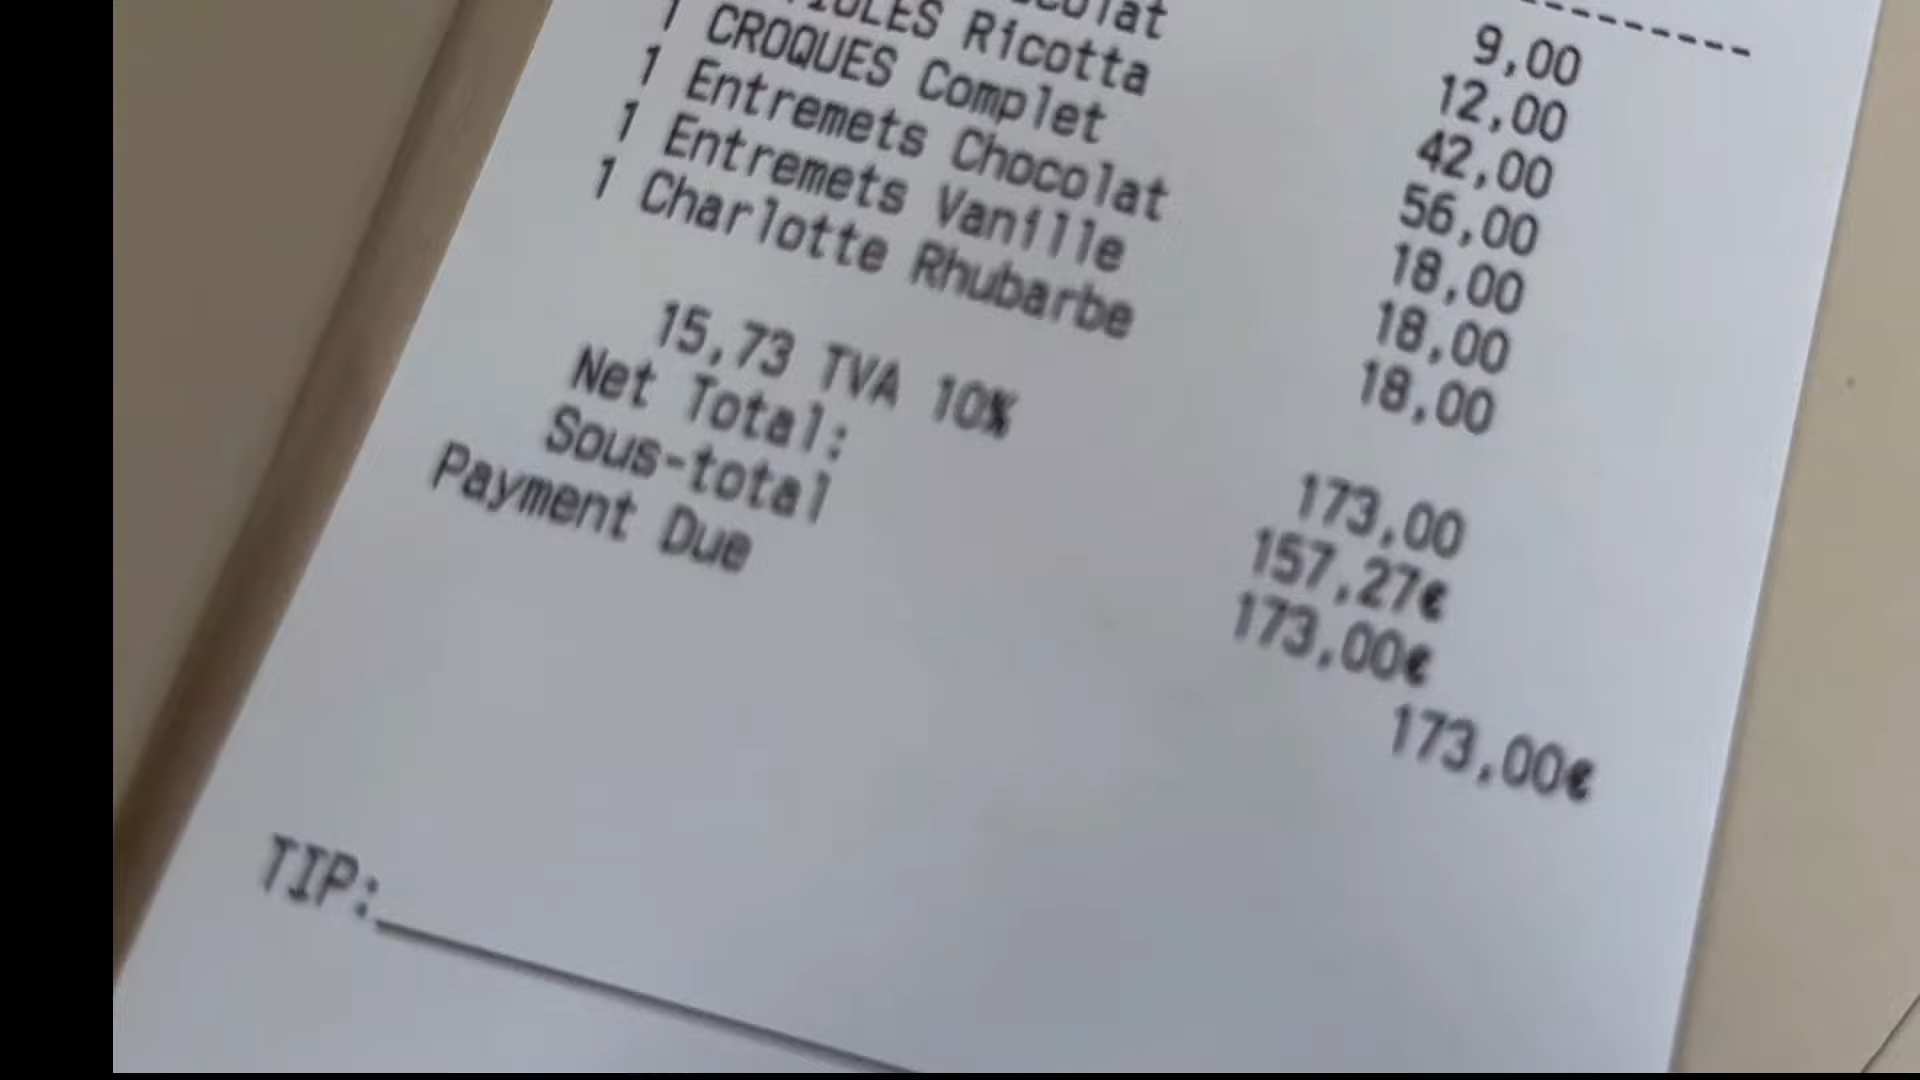 9,00
12,00
Ricotta 42,00
1 CROQUES Complet 56,00
1 Entremets Chocolat 18,00
1 Entremets Vanille 18,00
1 Charlotte Rhubarbe 18,00
15,73 TVA 10% 173,00
Net Total: 157,27€
Sous-total 173,00€
Payment Due 173,00€
TIP: